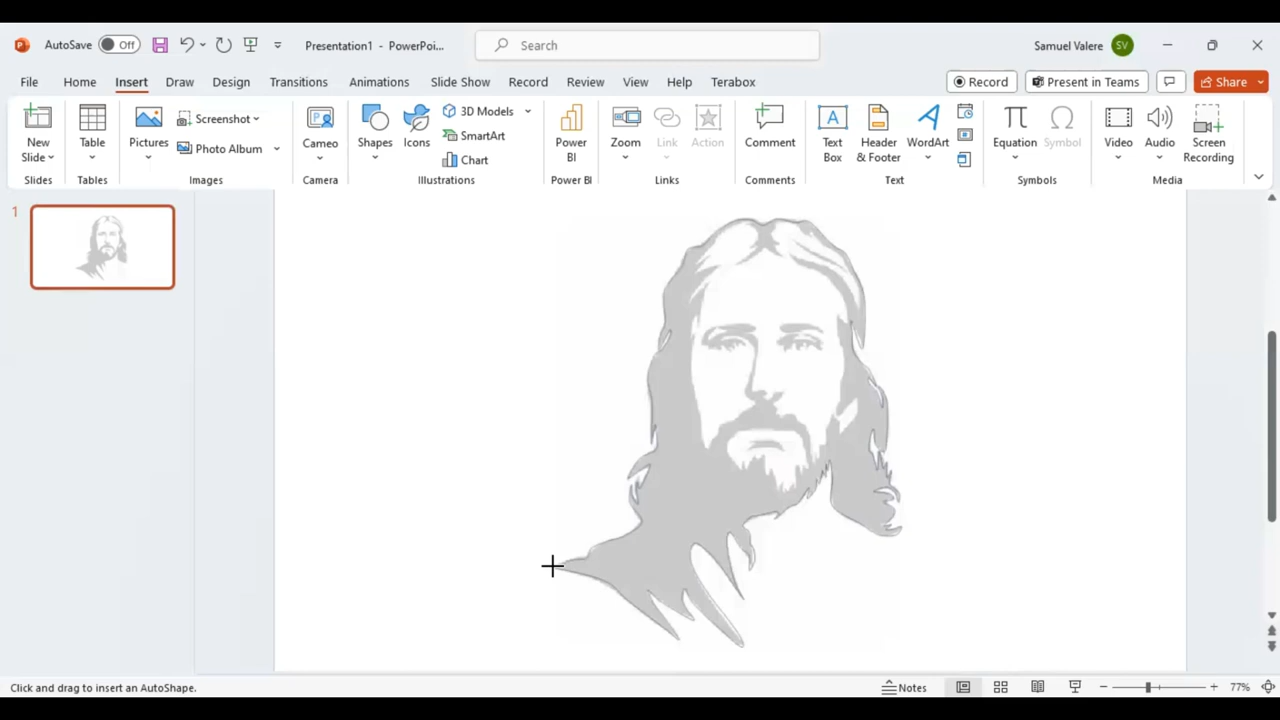 AutoSave Off Presentation1 - PowerPoi... Search Samuel Valere SV
File Home Insert Draw Design Transitions Animations Slide Show Record Review View Help Terabox Record Present in Teams Share
New Slide
Table
Pictures
Screenshot
Photo Album
Cameo
Shapes
Icons
3D Models
SmartArt
Chart
Power BI
Zoom
Link
Action
Comment
Text Box
Header & Footer
WordArt
Equation
Symbol
Video
Audio
Screen Recording
Slides Tables Images Camera Illustrations Power BI Links Comments Text Symbols Media
1
Click and drag to insert an AutoShape. Notes 77%